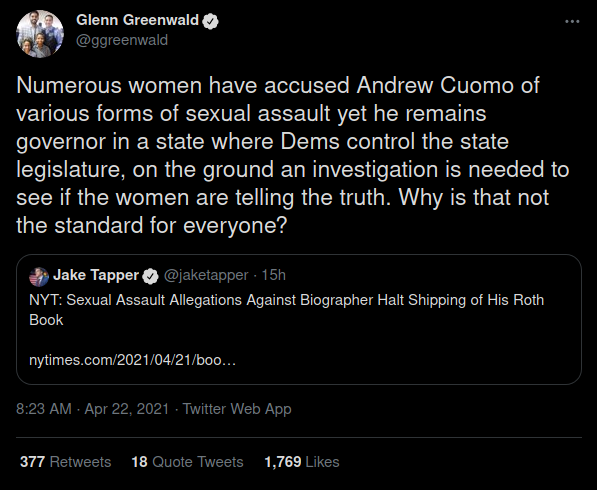 Glenn Greenwald
@ggreenwald
Numerous women have accused Andrew Cuomo of
various forms of sexual assault yet he remains
governor in a state where Dems control the state
legislature, on the ground an investigation is needed to
see if the women are telling the truth. Why is that not
the standard for everyone?
Jake Tapper @jaketapper · 15h
NYT: Sexual Assault Allegations Against Biographer Halt Shipping of His Roth
Book
nytimes.com/2021/04/21/boo…
8:23 AM · Apr 22, 2021 · Twitter Web App
377 Retweets 18 Quote Tweets 1,769 Likes